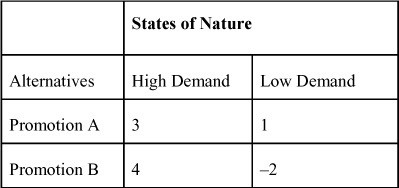 States of Nature
Alternatives High Demand Low Demand
Promotion A 3 1
Promotion B 4 –2